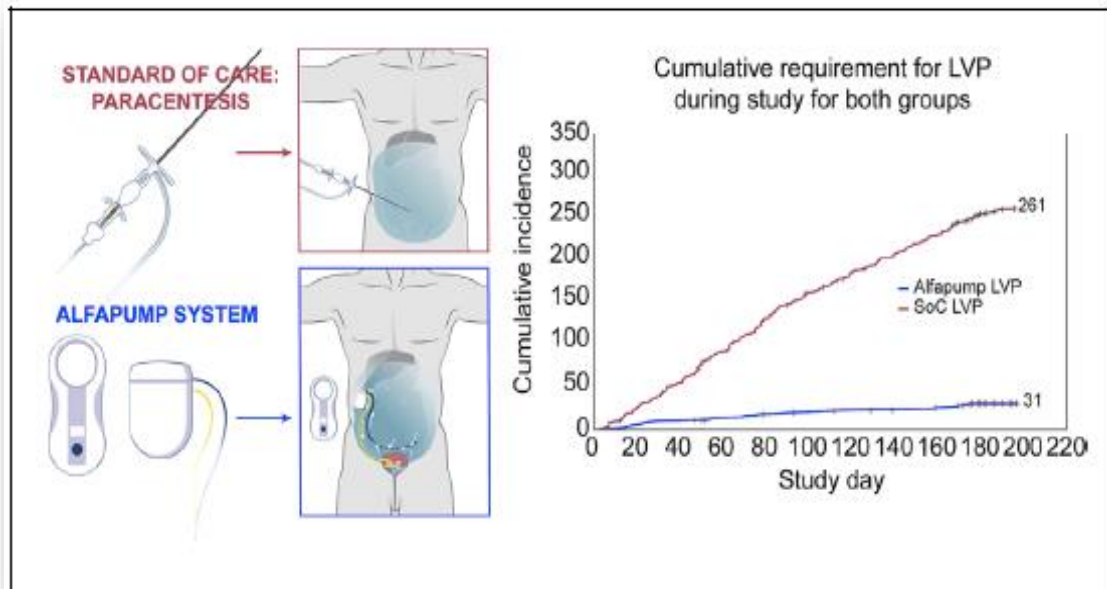 STANDARD OF CARE:
PARACENTESIS
ALFAPUMP SYSTEM
Cumulative requirement for LVP
during study for both groups
Cumulative incidence
350
300
250
200
150
100
50
0
261
Alfapump LVP
SoC LVP
31
0 20 40 60 80 100 120 140 160 180 200 220
Study day